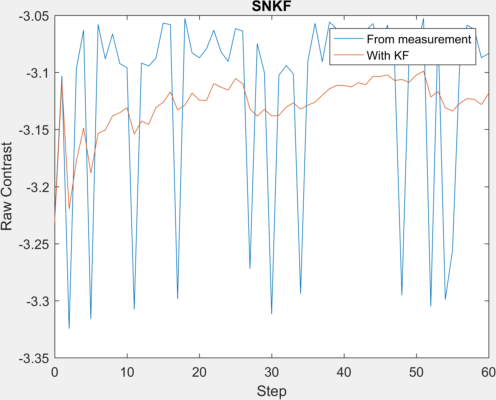 SNKF
-3.05
From measurement
With KF
-3.1
-3.15
-3.2
-3.25
-3.3
-3.35
Raw Contrast
0 10 20 30 40 50 60
Step